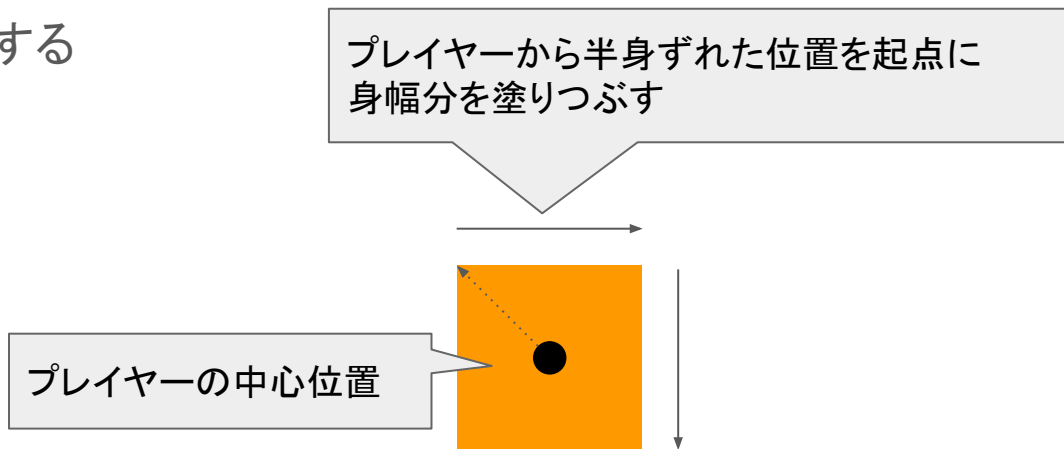 する
プレイヤーから半身ずれた位置を起点に
身幅分を塗りつぶす
プレイヤーの中心位置